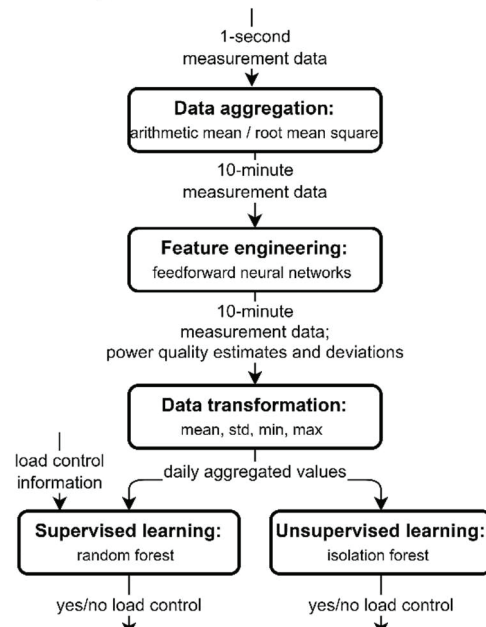 1-second
measurement data
Data aggregation:
arithmetic mean / root mean square
10-minute
measurement data
Feature engineering:
feedforward neural networks
10-minute
measurement data;
power quality estimates and deviations
Data transformation:
mean, std, min, max
load control
information
daily aggregated values
Supervised learning:
random forest
Unsupervised learning:
isolation forest
yes/no load control
yes/no load control